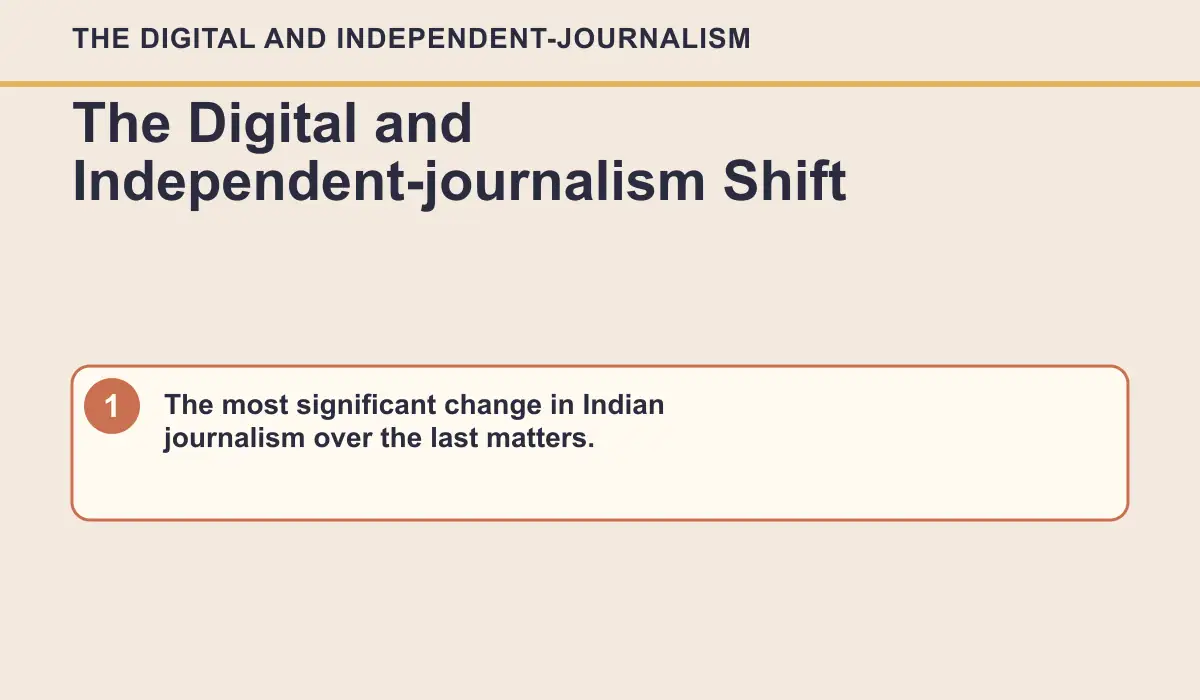 THE DIGITAL AND INDEPENDENT-JOURNALISM
The Digital and
Independent-journalism Shift
1
The most significant change in Indian
journalism over the last matters.